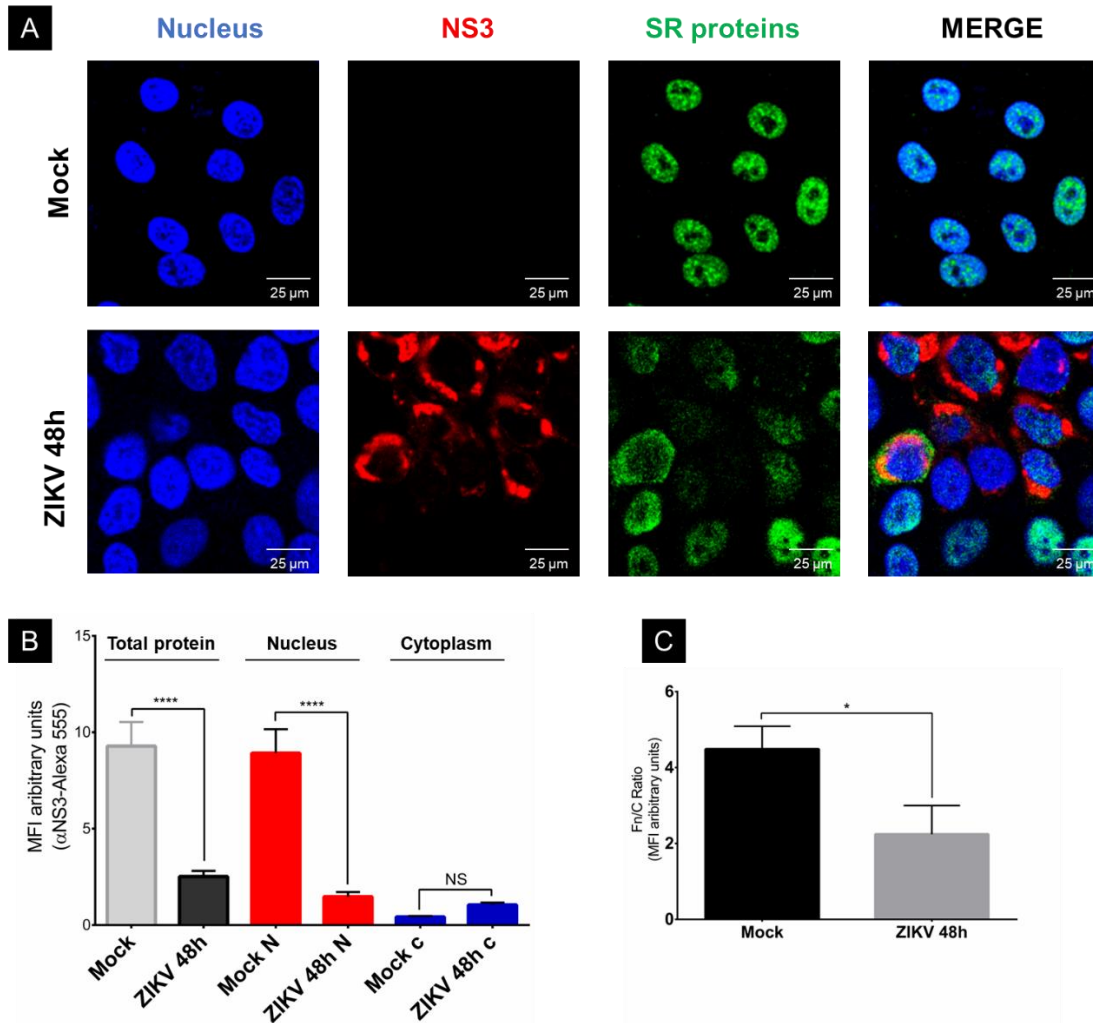 A
Nucleus
NS3
SR proteins
MERGE
Mock
25 µm
25 µm
25 µm
25 µm
ZIKV 48h
25 µm
25 µm
25 µm
25 µm
B
Total protein
Nucleus
Cytoplasm
MFI aribitrary units
(αNS3-Alexa 555)
15
10
5
0
****
****
NS
Mock
ZIKV 48h
Mock N
ZIKV 48h N
Mock c
ZIKV 48h c
C
Fn/C Ratio
(MFI aribitrary units)
6
4
2
0
*
Mock
ZIKV 48h